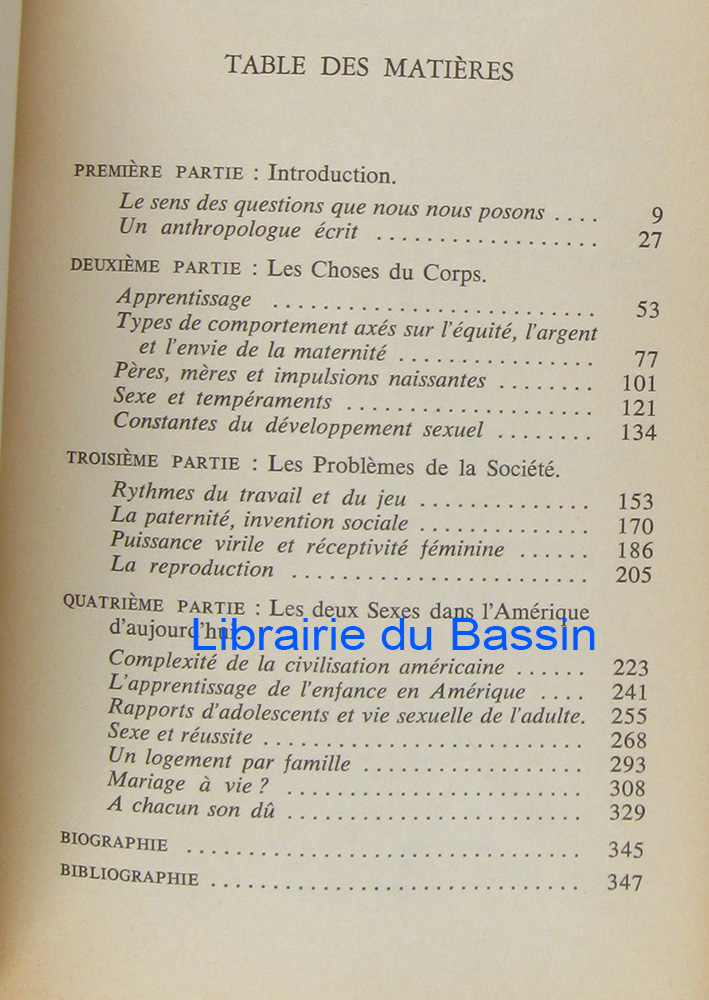 TABLE DES MATIÈRES
PREMIÈRE PARTIE : Introduction.
Le sens des questions que nous nous posons .... 9
Un anthropologue écrit .................. 27
DEUXIÈME PARTIE : Les Choses du Corps.
Apprentissage .......................... 53
Types de comportement axés sur l'équité, l'argent
et l'envie de la maternité ................ 77
Pères, mères et impulsions naissantes ........ 101
Sexe et tempéraments .................... 121
Constantes du développement sexuel ........ 134
TROISIÈME PARTIE : Les Problèmes de la Société.
Rythmes du travail et du jeu .............. 153
La paternité, invention sociale .............. 170
Puissance virile et réceptivité féminine ...... 186
La reproduction ........................ 205
QUATRIÈME PARTIE : Les deux Sexes dans l'Amérique
d'aujourd'hui.
Librairie du Bassin
Complexité de la civilisation américaine ...... 223
L'apprentissage de l'enfance en Amérique .... 241
Rapports d'adolescents et vie sexuelle de l'adulte. 255
Sexe et réussite .......................... 268
Un logement par famille .................. 293
Mariage à vie ? ........................ 308
A chacun son dû ........................ 329
BIOGRAPHIE ................................ 345
BIBLIOGRAPHIE .............................. 347